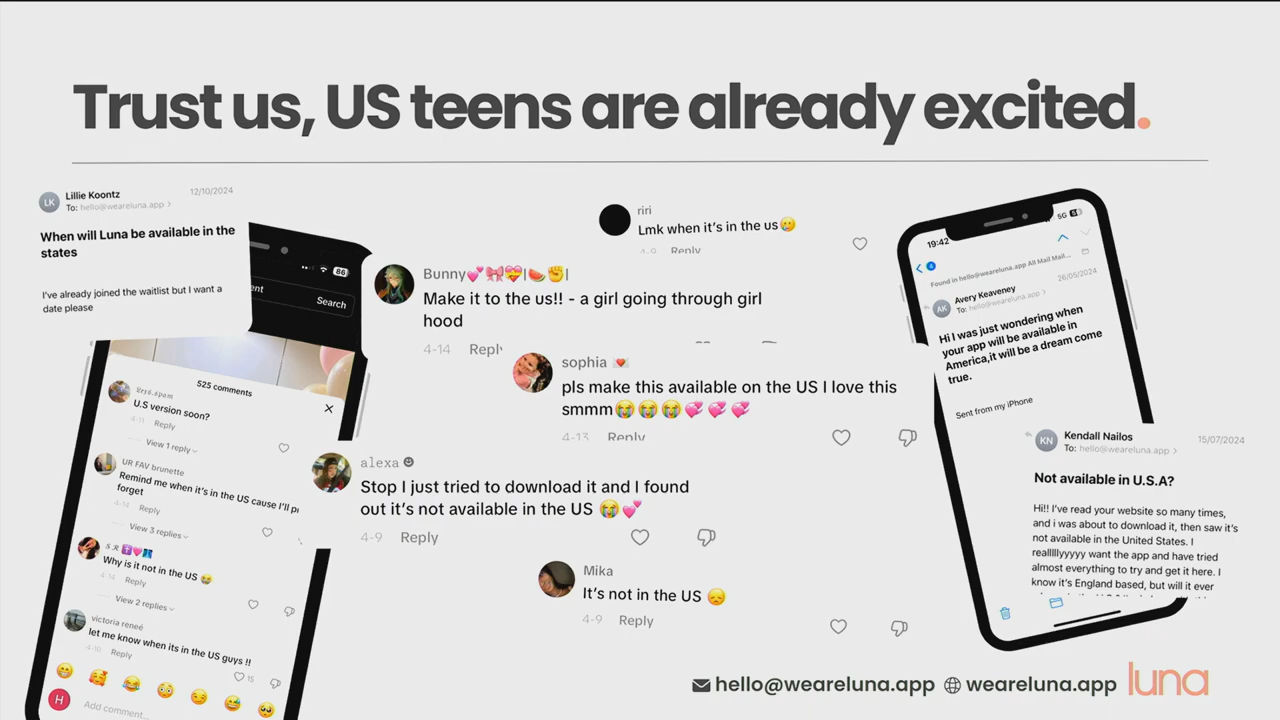 Trust us, US teens are already excited.
LK
Lillie Koontz
12/10/2024
To: hello@weareluna.app >
When will Luna be available in the
states
I've already joined the waitlist but I want a
date please
86
Search
525 comments
U.S version soon?
4-11 Reply
View 1 reply
UR FAV brunette
Remind me when it's in the US cause I'll
forget
4-14 Reply
View 3 replies
Why is it not in the US 😭
4-14 Reply
View 2 replies
victoria reneé
let me know when its in the US guys !!
4-10 Reply
15
😁🥰😂😳😏😅🥺
H
Add comment...
riri
Lmk when it's in the us🥲
4-9 Reply
Bunny💕🎀💝|🍉✊|
Make it to the us!! - a girl going through girl
hood
4-14 Reply
sophia 💌
pls make this available on the US I love this
smmm😭😭😭💞💞💞
4-13 Reply
alexa ☻
Stop I just tried to download it and I found
out it's not available in the US 😭💕
4-9 Reply
Mika
It's not in the US 😞
4-9 Reply
19:42
5G
Found in hello@weareluna.app All Mail Mail...
AK
Avery Keaveney
26/05/2024
To: hello@weareluna.app >
Hi I was just wondering when
your app will be available in
America,it will be a dream come
true.
Sent from my iPhone
KN
Kendall Nailos
15/07/2024
To: hello@weareluna.app >
Not available in U.S.A?
Hi!! I've read your website so many times,
and i was about to download it, then saw it's
not available in the United States. I
reallllyyyyy want the app and have tried
almost everything to try and get it here. I
know it's England based, but will it ever
hello@weareluna.app weareluna.app luna